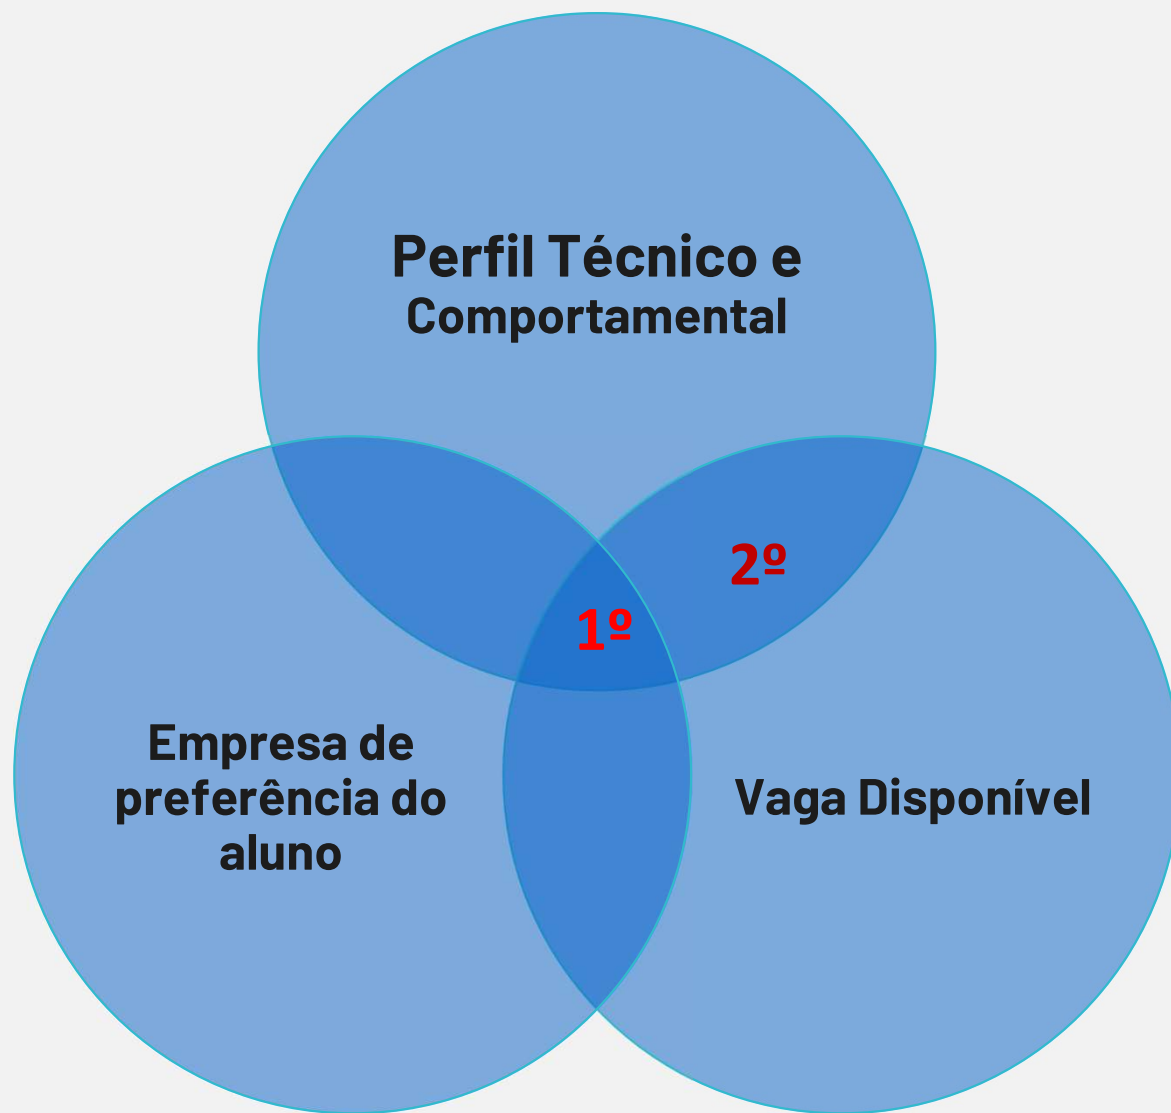 Perfil Técnico e
Comportamental
2º
1º
Empresa de
preferência do
aluno
Vaga Disponível